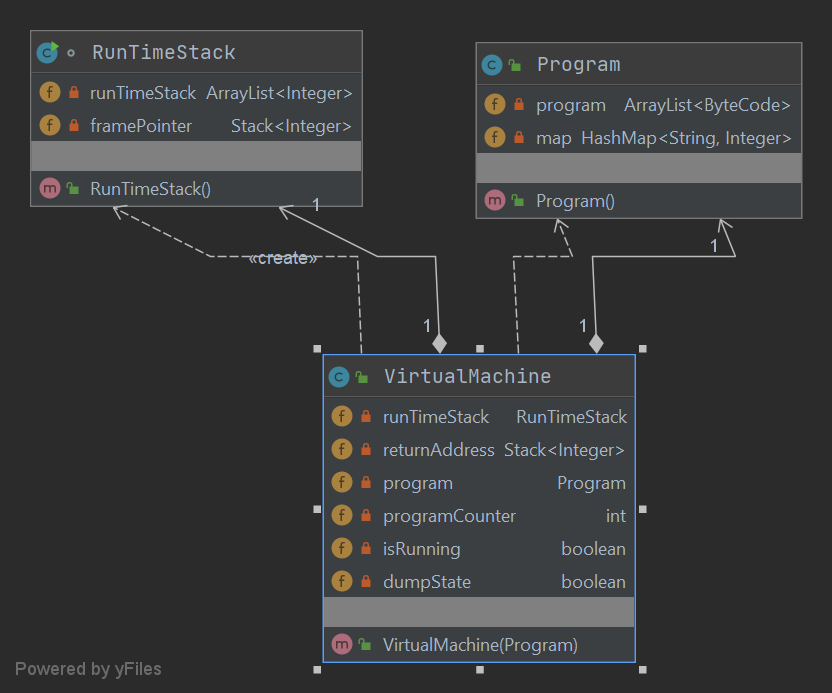 RunTimeStack
runTimeStack ArrayList<Integer>
framePointer Stack<Integer>
RunTimeStack()
Program
program ArrayList<ByteCode>
map HashMap<String, Integer>
Program()
1
1
«create»
1
1
VirtualMachine
runTimeStack RunTimeStack
returnAddress Stack<Integer>
program Program
programCounter int
isRunning boolean
dumpState boolean
VirtualMachine(Program)
Powered by yFiles